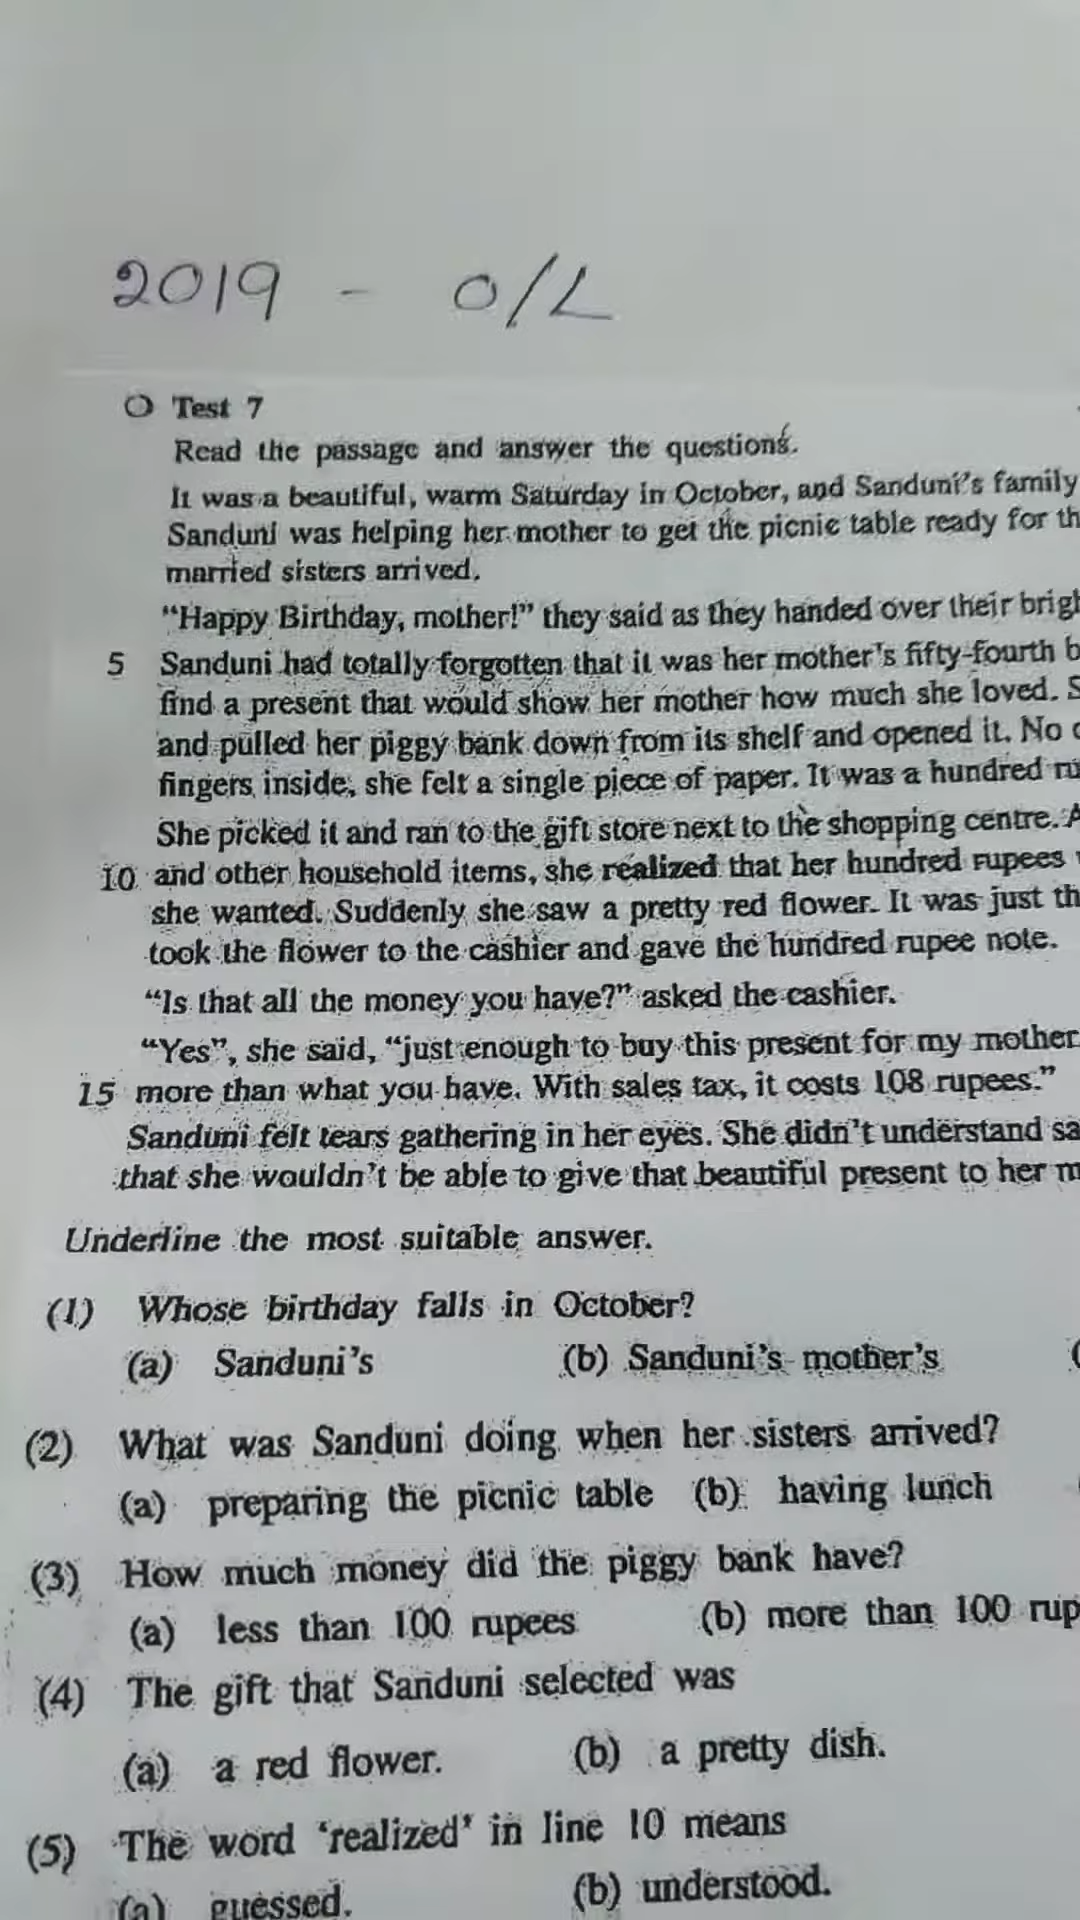 2019 - O/L
O Test 7
Read the passage and answer the questions.
It was a beautiful, warm Saturday in October, and Sanduni's family
Sanduni was helping her mother to get the picnic table ready for th
married sisters arrived.
"Happy Birthday, mother!" they said as they handed over their brigh
5 Sanduni had totally forgotten that it was her mother's fifty-fourth b
find a present that would show her mother how much she loved. S
and pulled her piggy bank down from its shelf and opened it. No
fingers inside, she felt a single piece of paper. It was a hundred ru
She picked it and ran to the gift store next to the shopping centre. A
10 and other household items, she realized that her hundred rupees
she wanted. Suddenly she saw a pretty red flower. It was just th
took the flower to the cashier and gave the hundred rupee note.
"Is that all the money you have?" asked the cashier.
"Yes", she said, "just enough to buy this present for my mother
15 more than what you have. With sales tax, it costs 108 rupees."
Sanduni felt tears gathering in her eyes. She didn't understand sa
that she wouldn't be able to give that beautiful present to her m
Underline the most suitable answer.
(1) Whose birthday falls in October?
(a) Sanduni's (b) Sanduni's mother's
(2) What was Sanduni doing when her sisters arrived?
(a) preparing the picnic table (b) having lunch
(3) How much money did the piggy bank have?
(a) less than 100 rupees (b) more than 100 rup
(4) The gift that Sanduni selected was
(a) a red flower. (b) a pretty dish.
(5) The word 'realized' in line 10 means
(a) guessed. (b) understood.